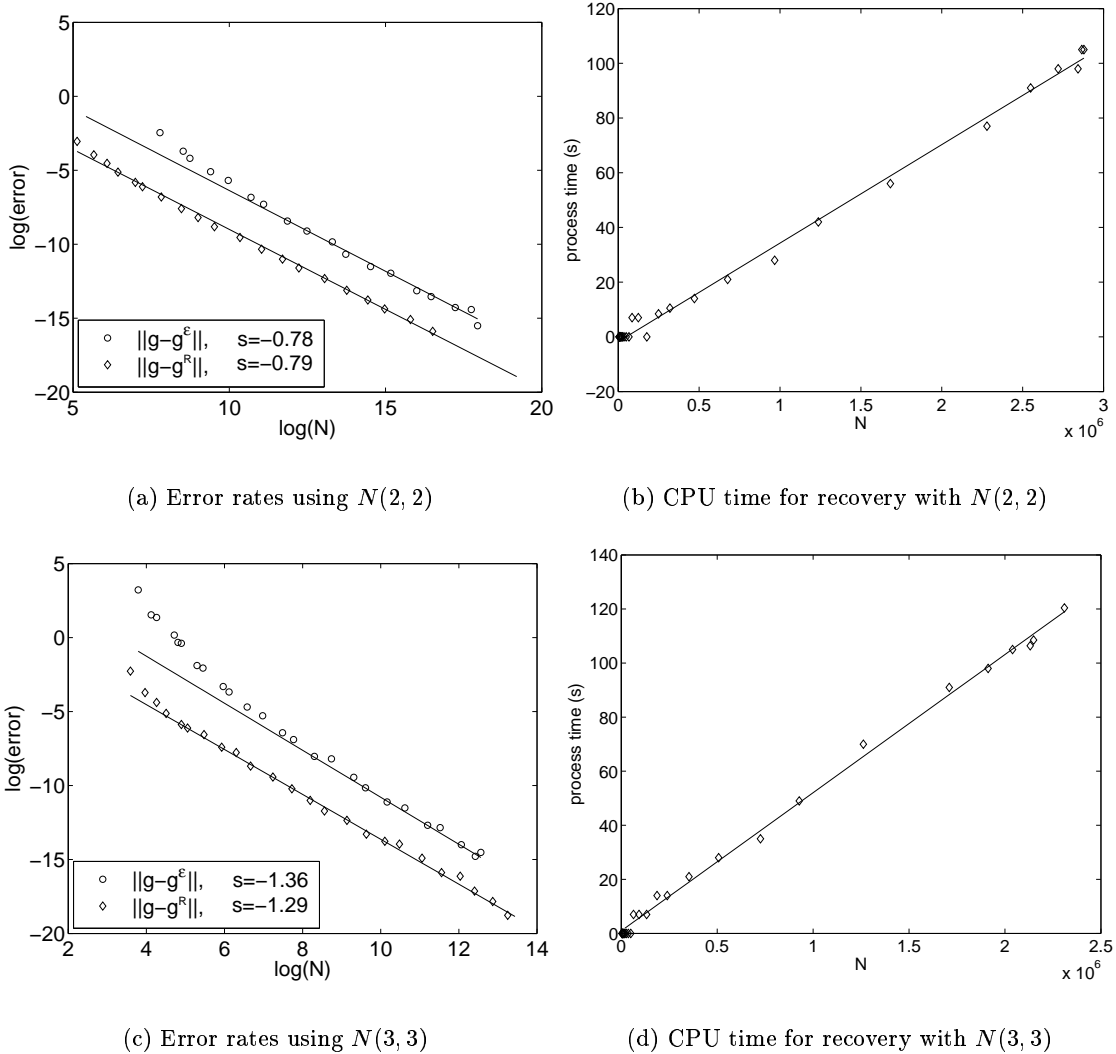 5
0
−5
−10
−15
−20
5
10
15
20
log(error)
log(N)
||g−g^ε||, s=−0.78
||g−g^R||, s=−0.79
(a) Error rates using N(2, 2)
120
100
80
60
40
20
0
−20
0
0.5
1
1.5
2
2.5
3
x 10^6
process time (s)
N
(b) CPU time for recovery with N(2, 2)
5
0
−5
−10
−15
−20
2
4
6
8
10
12
14
log(error)
log(N)
||g−g^ε||, s=−1.36
||g−g^R||, s=−1.29
(c) Error rates using N(3, 3)
140
120
100
80
60
40
20
0
0
0.5
1
1.5
2
2.5
x 10^6
process time (s)
N
(d) CPU time for recovery with N(3, 3)